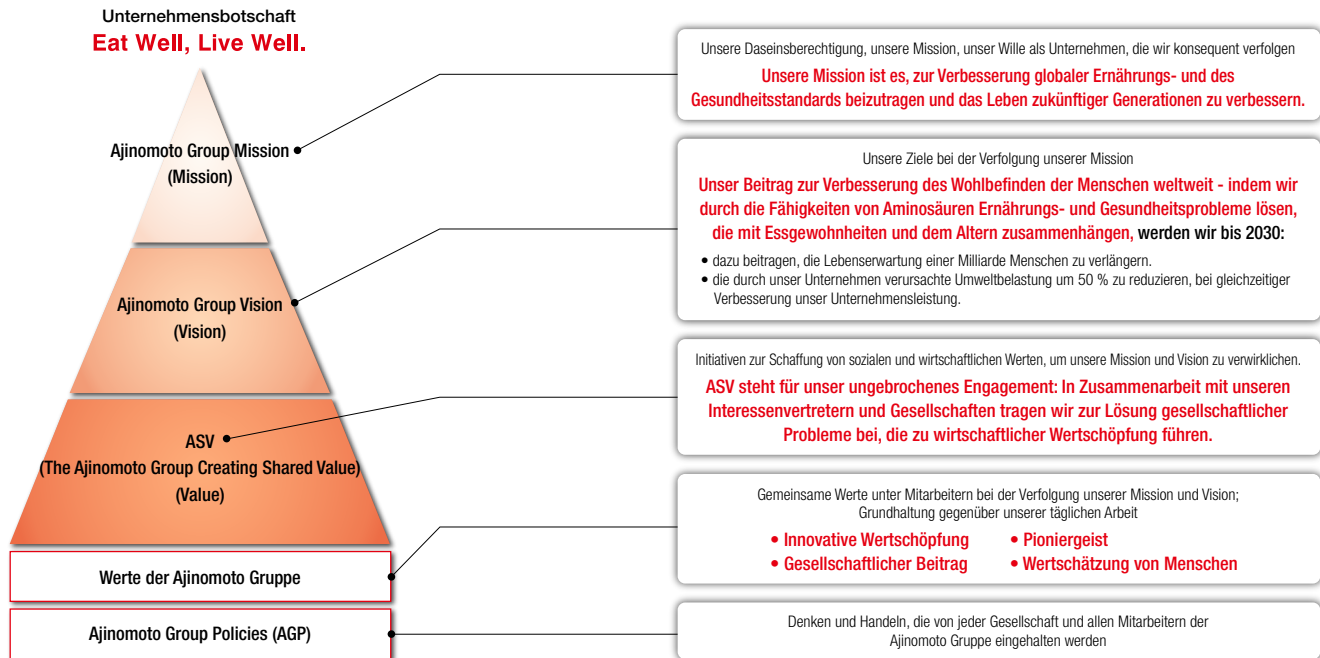 Unternehmensbotschaft
Eat Well, Live Well.
Ajinomoto Group Mission
(Mission)
Unsere Daseinsberechtigung, unsere Mission, unser Wille als Unternehmen, die wir konsequent verfolgen
Unsere Mission ist es, zur Verbesserung globaler Ernährungs- und des
Gesundheitsstandards beizutragen und das Leben zukünftiger Generationen zu verbessern.
Ajinomoto Group Vision
(Vision)
Unsere Ziele bei der Verfolgung unserer Mission
Unser Beitrag zur Verbesserung des Wohlbefinden der Menschen weltweit - indem wir
durch die Fähigkeiten von Aminosäuren Ernährungs- und Gesundheitsprobleme lösen,
die mit Essgewohnheiten und dem Altern zusammenhängen, werden wir bis 2030:
• dazu beitragen, die Lebenserwartung einer Milliarde Menschen zu verlängern.
• die durch unser Unternehmen verursachte Umweltbelastung um 50 % zu reduzieren, bei gleichzeitiger
Verbesserung unser Unternehmensleistung.
ASV
(The Ajinomoto Group Creating Shared Value)
(Value)
Initiativen zur Schaffung von sozialen und wirtschaftlichen Werten, um unsere Mission und Vision zu verwirklichen.
ASV steht für unser ungebrochenes Engagement: In Zusammenarbeit mit unseren
Interessenvertretern und Gesellschaften tragen wir zur Lösung gesellschaftlicher
Probleme bei, die zu wirtschaftlicher Wertschöpfung führen.
Werte der Ajinomoto Gruppe
Gemeinsame Werte unter Mitarbeitern bei der Verfolgung unserer Mission und Vision;
Grundhaltung gegenüber unserer täglichen Arbeit
• Innovative Wertschöpfung • Pioniergeist
• Gesellschaftlicher Beitrag • Wertschätzung von Menschen
Ajinomoto Group Policies (AGP)
Denken und Handeln, die von jeder Gesellschaft und allen Mitarbeitern der
Ajinomoto Gruppe eingehalten werden